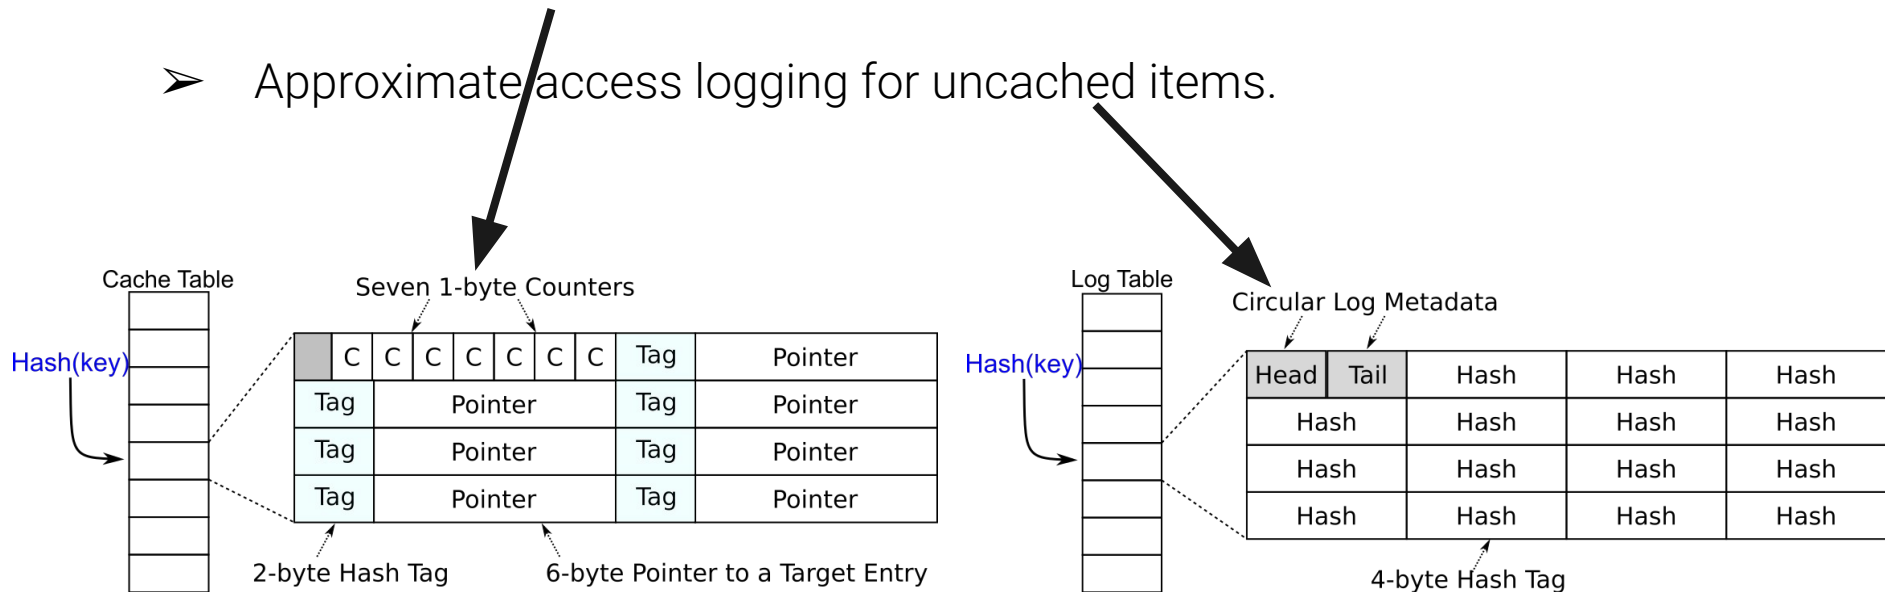 ➢ Approximate access logging for uncached items.
Cache Table
Seven 1-byte Counters
Hash(key)
C C C C C C C Tag Pointer
Tag Pointer Tag Pointer
Tag Pointer Tag Pointer
Tag Pointer Tag Pointer
2-byte Hash Tag
6-byte Pointer to a Target Entry
Log Table
Circular Log Metadata
Hash(key)
Head Tail Hash Hash Hash
Hash Hash Hash Hash
Hash Hash Hash Hash
Hash Hash Hash Hash
4-byte Hash Tag